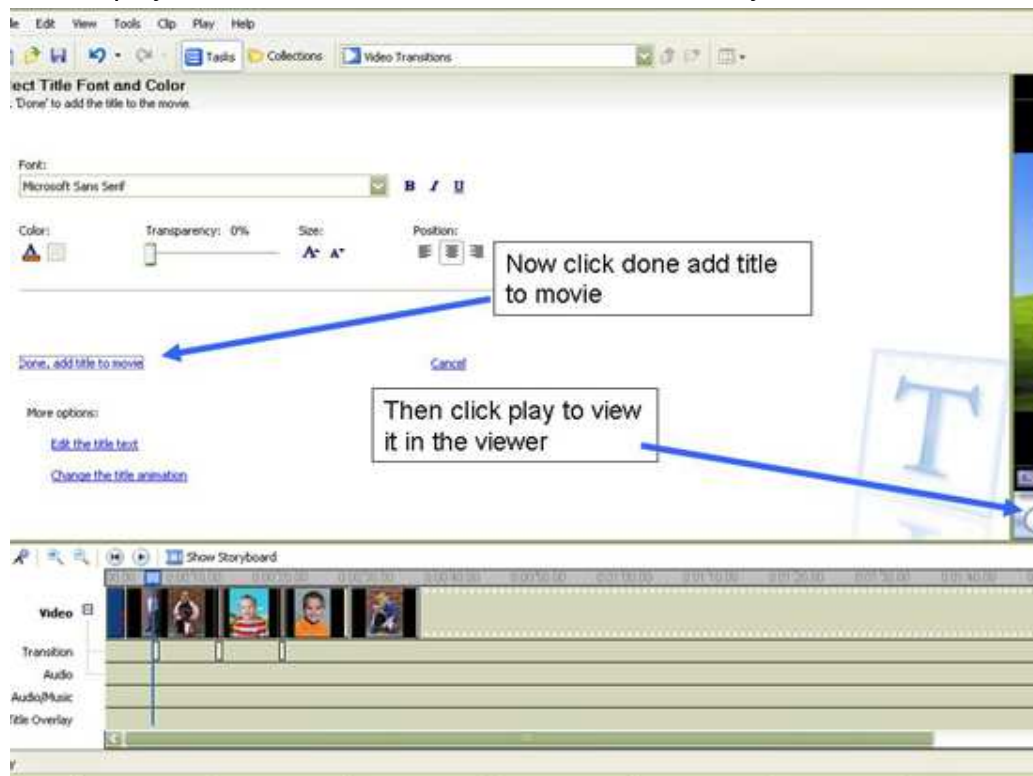 le Edit View Tools Clip Play Help
Tasks Collections Video Transitions
ect Title Font and Color
'Done' to add the title to the movie.
Font:
Microsoft Sans Serif
B I U
Color: Transparency: 0% Size: Position:
Now click done add title
to movie
Done, add title to movie
Cancel
Then click play to view
it in the viewer
More options:
Edit the title text
Change the title animation
T
Show Storyboard
Video
Transition
Audio
Audio/Music
Title Overlay